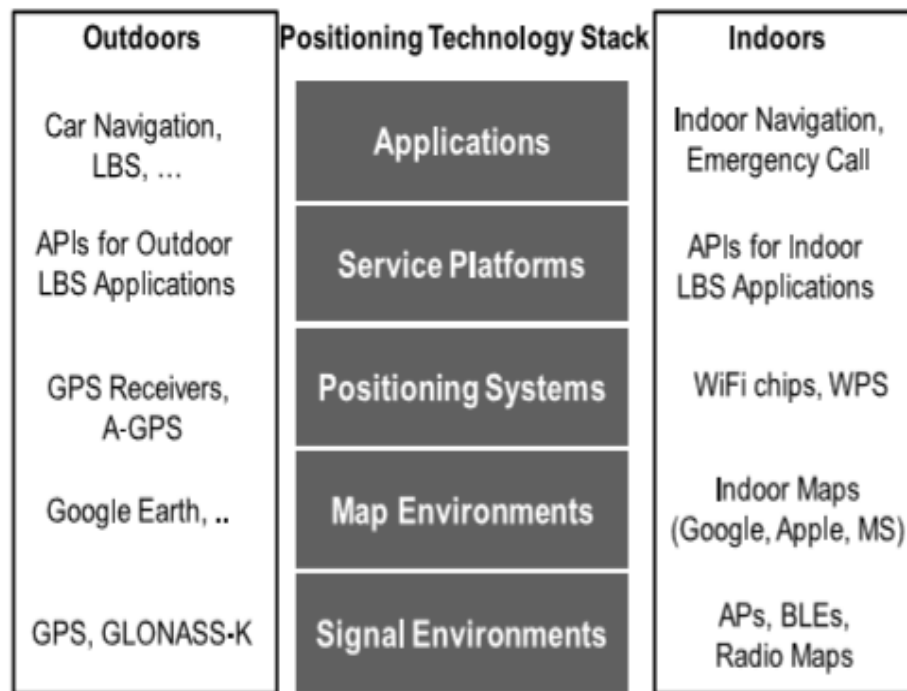 Outdoors
Positioning Technology Stack
Indoors
Car Navigation,
LBS, ...
Applications
Indoor Navigation,
Emergency Call
APIs for Outdoor
LBS Applications
Service Platforms
APIs for Indoor
LBS Applications
GPS Receivers,
A-GPS
Positioning Systems
WiFi chips, WPS
Google Earth, ..
Map Environments
Indoor Maps
(Google, Apple, MS)
GPS, GLONASS-K
Signal Environments
APs, BLEs,
Radio Maps